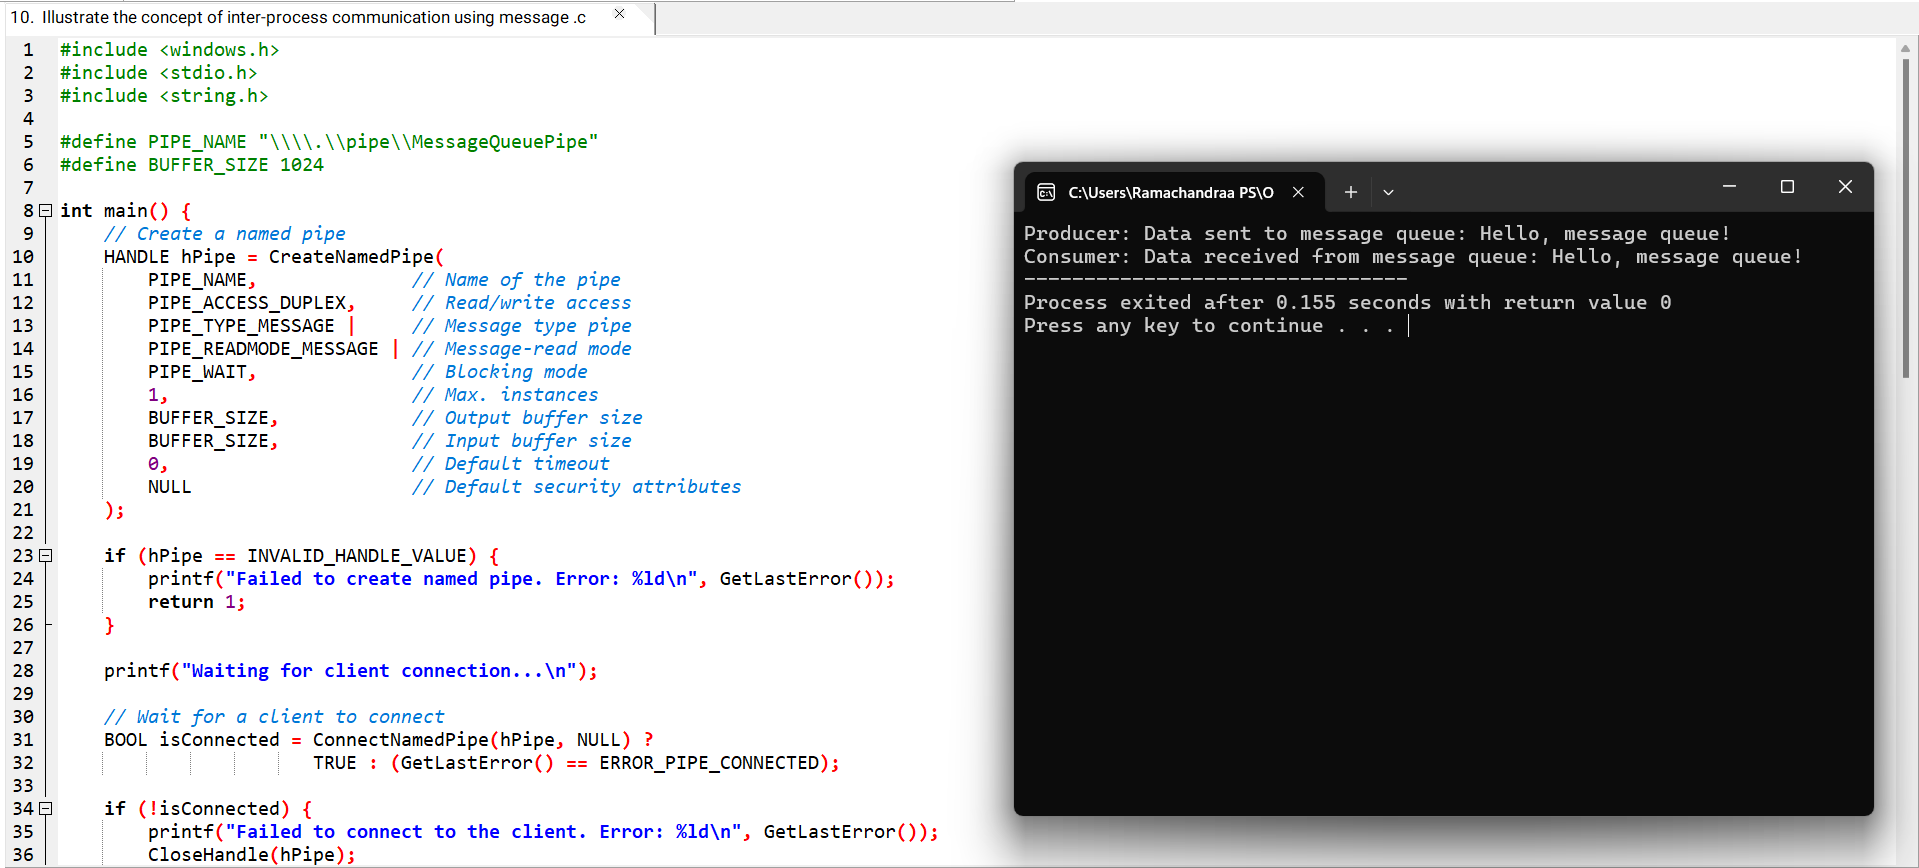 10. Illustrate the concept of inter-process communication using message .c
1 #include <windows.h>
2 #include <stdio.h>
3 #include <string.h>
4
5 #define PIPE_NAME "\\\\.\\pipe\\MessageQueuePipe"
6 #define BUFFER_SIZE 1024
7
8 int main() {
9 // Create a named pipe
10 HANDLE hPipe = CreateNamedPipe(
11 PIPE_NAME, // Name of the pipe
12 PIPE_ACCESS_DUPLEX, // Read/write access
13 PIPE_TYPE_MESSAGE | // Message type pipe
14 PIPE_READMODE_MESSAGE | // Message-read mode
15 PIPE_WAIT, // Blocking mode
16 1, // Max. instances
17 BUFFER_SIZE, // Output buffer size
18 BUFFER_SIZE, // Input buffer size
19 0, // Default timeout
20 NULL // Default security attributes
21 );
22
23 if (hPipe == INVALID_HANDLE_VALUE) {
24 printf("Failed to create named pipe. Error: %ld\n", GetLastError());
25 return 1;
26 }
27
28 printf("Waiting for client connection...\n");
29
30 // Wait for a client to connect
31 BOOL isConnected = ConnectNamedPipe(hPipe, NULL) ?
32 TRUE : (GetLastError() == ERROR_PIPE_CONNECTED);
33
34 if (!isConnected) {
35 printf("Failed to connect to the client. Error: %ld\n", GetLastError());
36 CloseHandle(hPipe);
C:\Users\Ramachandraa PS\O
Producer: Data sent to message queue: Hello, message queue!
Consumer: Data received from message queue: Hello, message queue!
--------------------------------
Process exited after 0.155 seconds with return value 0
Press any key to continue . . .